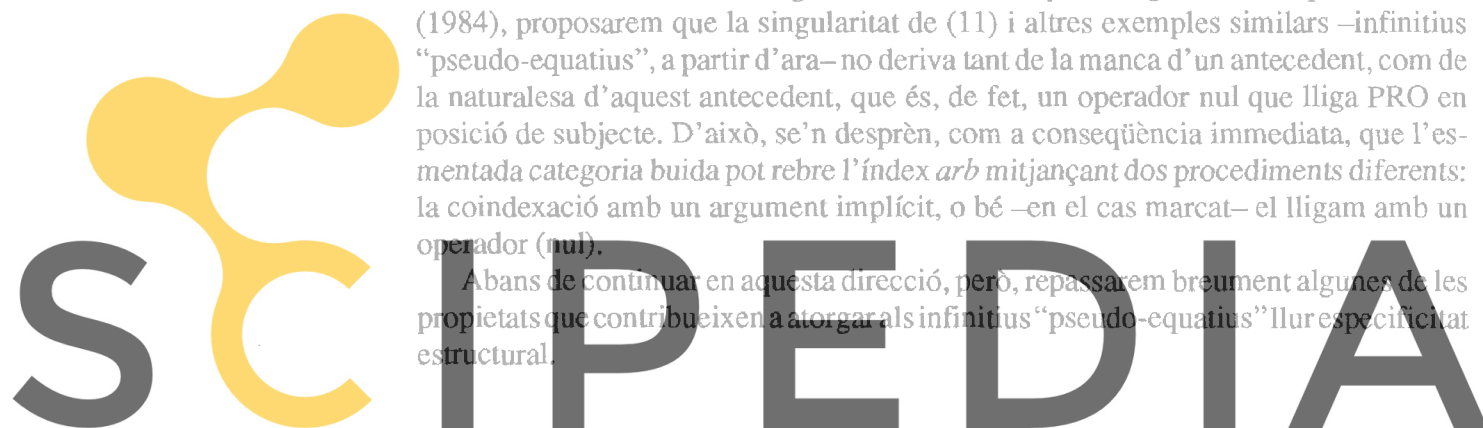 (1984), proposarem que la singularitat de (11) i altres exemples similars –infinitius
“pseudo-equatius”, a partir d’ara– no deriva tant de la manca d’un antecedent, com de
la naturalesa d’aquest antecedent, que és, de fet, un operador nul que lliga PRO en
posició de subjecte. D’això, se’n desprèn, com a conseqüència immediata, que l’es-
mentada categoria buida pot rebre l’índex arb mitjançant dos procediments diferents:
la coindexació amb un argument implícit, o bé –en el cas marcat– el lligam amb un
operador (nul).
Abans de continuar en aquesta direcció, però, repassarem breument algunes de les
propietats que contribueixen a atorgar als infinitius “pseudo-equatius” llur especificitat
estructural.
SCIPEDIA